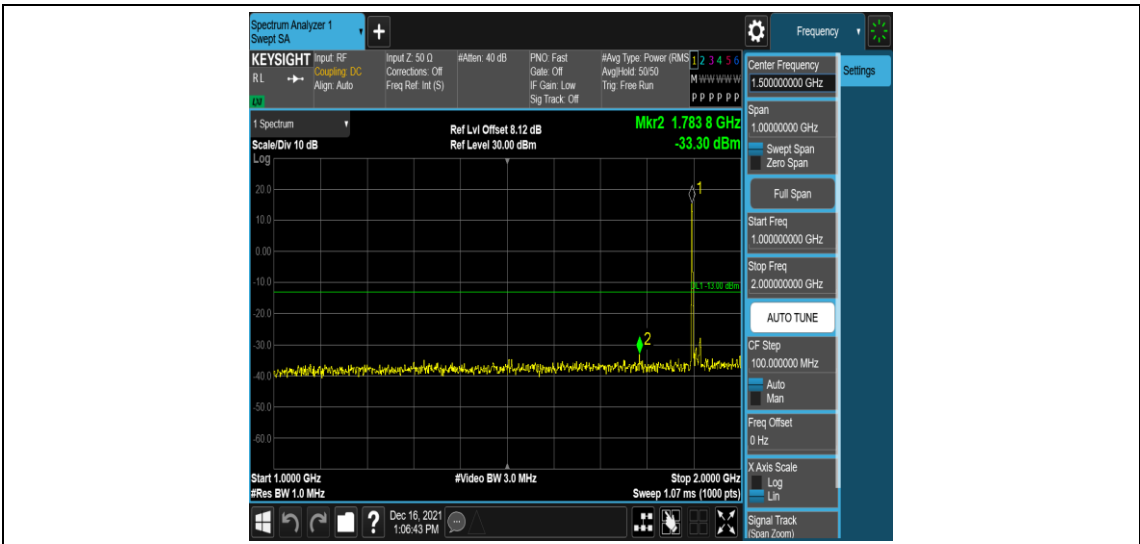 Spectrum Analyzer 1
Swept SA
+
Frequency
KEYSIGHT
RL
LXI
Input: RF
Coupling: DC
Align: Auto
Input Z: 50 Ω
Corrections: Off
Freq Ref: Int (S)
#Atten: 40 dB
PNO: Fast
Gate: Off
IF Gain: Low
Sig Track: Off
#Avg Type: Power (RMS
Avg|Hold: 50/50
Trig: Free Run
1 2 3 4 5 6
M W W W W W
P P P P P P
1 Spectrum
Scale/Div 10 dB
Log
Ref Lvl Offset 8.12 dB
Ref Level 30.00 dBm
Mkr2 1.783 8 GHz
-33.30 dBm
20.0
10.0
0.00
-10.0
-20.0
-30.0
-40.0
-50.0
-60.0
1
DL1 -13.00 dBm
2
Start 1.0000 GHz
#Res BW 1.0 MHz
#Video BW 3.0 MHz
Stop 2.0000 GHz
Sweep 1.07 ms (1000 pts)
Center Frequency
1.500000000 GHz
Settings
Span
1.00000000 GHz
Swept Span
Zero Span
Full Span
Start Freq
1.000000000 GHz
Stop Freq
2.000000000 GHz
AUTO TUNE
CF Step
100.000000 MHz
Auto
Man
Freq Offset
0 Hz
X Axis Scale
Log
Lin
Signal Track
(Span Zoom)
?
Dec 16, 2021
1:06:43 PM